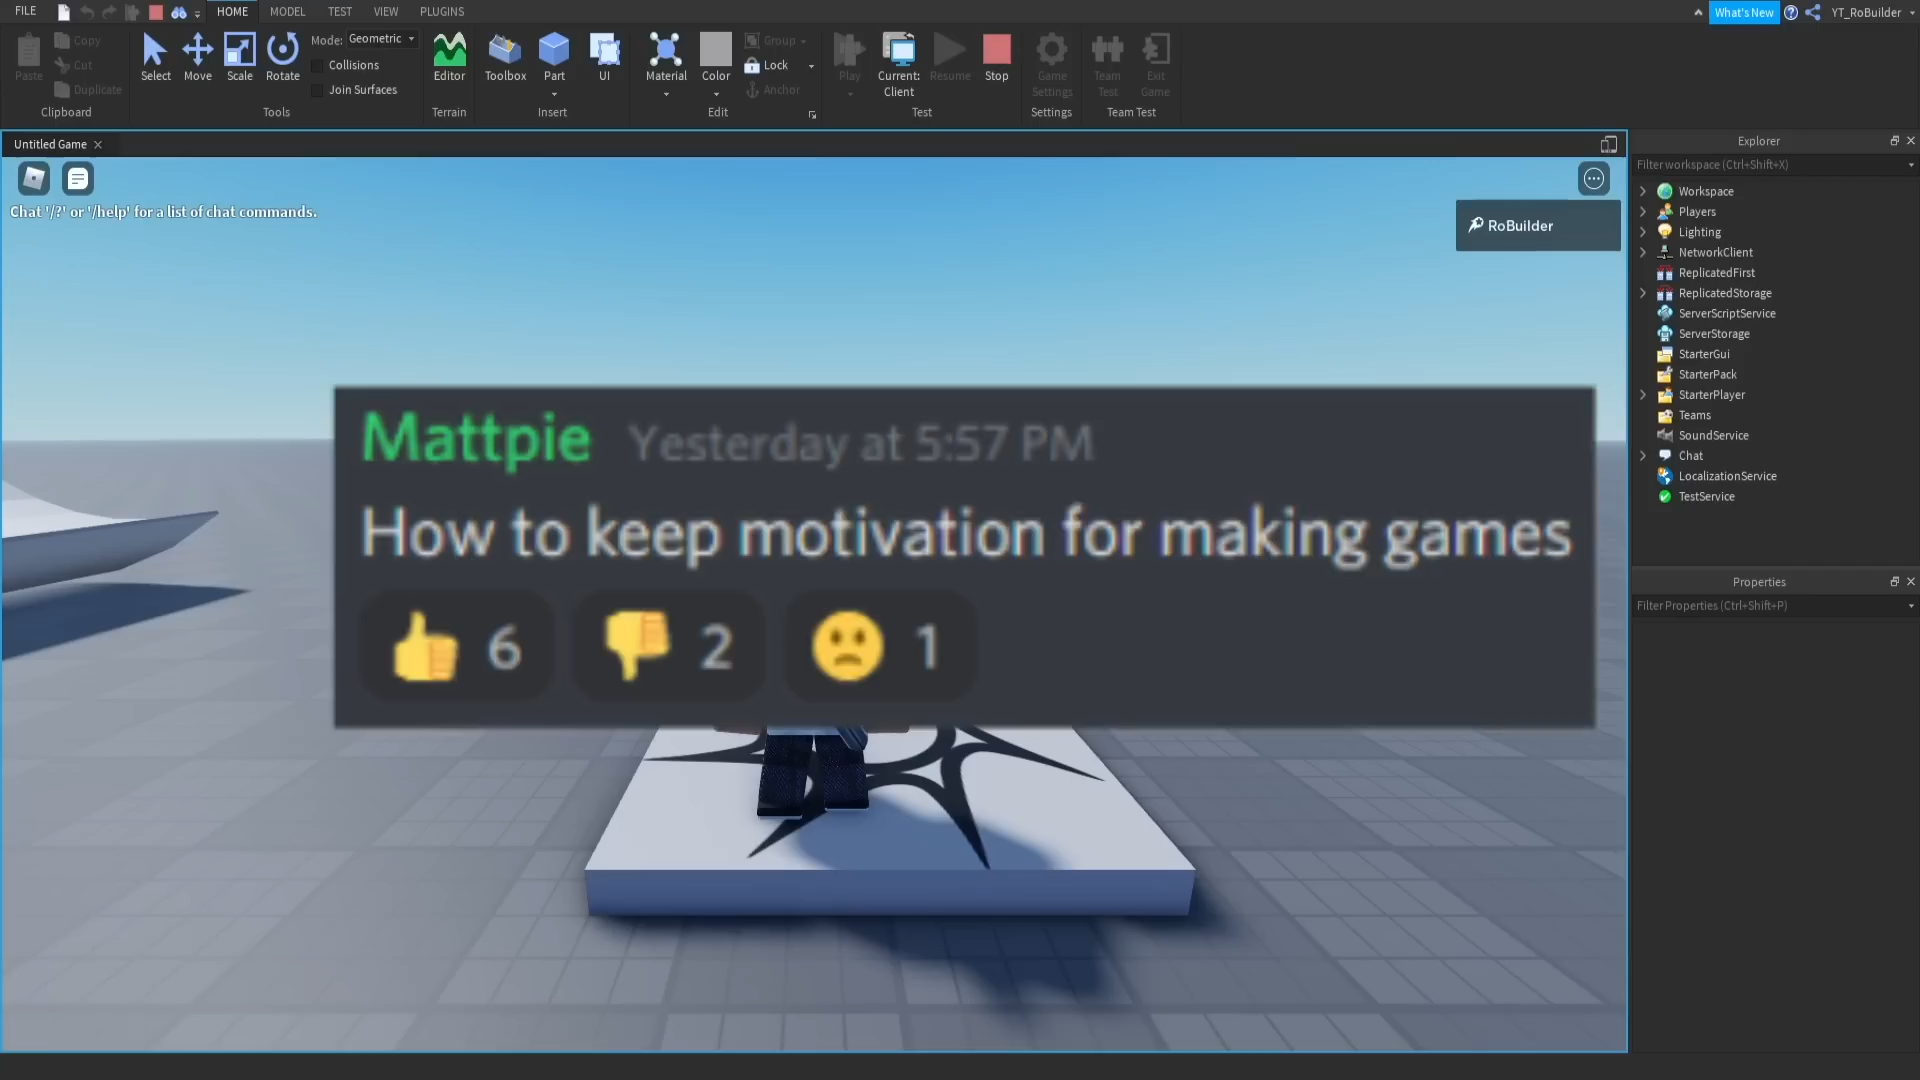 FILE HOME MODEL TEST VIEW PLUGINS What's New YT_RoBuilder
Paste Copy Cut Duplicate
Clipboard
Select Move Scale Rotate
Mode: Geometric
Collisions
Join Surfaces
Tools
Editor
Terrain
Toolbox Part UI
Insert
Material Color Group Lock Anchor
Edit
Play Current: Client Resume Stop
Test
Game Settings
Settings
Team Test Exit Game
Team Test
Untitled Game
Chat '/?' or '/help' for a list of chat commands.
RoBuilder
Mattpie Yesterday at 5:57 PM
How to keep motivation for making games
6 2 1
Explorer
Filter workspace (Ctrl+Shift+X)
Workspace
Players
Lighting
NetworkClient
ReplicatedFirst
ReplicatedStorage
ServerScriptService
ServerStorage
StarterGui
StarterPack
StarterPlayer
Teams
SoundService
Chat
LocalizationService
TestService
Properties
Filter Properties (Ctrl+Shift+P)